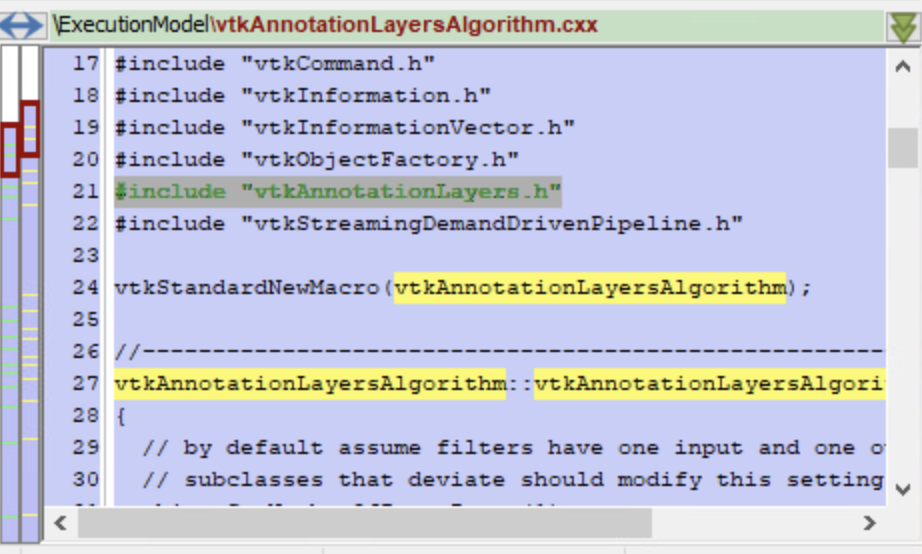 \ExecutionModel\vtkAnnotationLayersAlgorithm.cxx
17 #include "vtkCommand.h"
18 #include "vtkInformation.h"
19 #include "vtkInformationVector.h"
20 #include "vtkObjectFactory.h"
21 #include "vtkAnnotationLayers.h"
22 #include "vtkStreamingDemandDrivenPipeline.h"
23
24 vtkStandardNewMacro(vtkAnnotationLayersAlgorithm);
25
26 //------------------------------------------------------
27 vtkAnnotationLayersAlgorithm::vtkAnnotationLayersAlgori
28 {
29 // by default assume filters have one input and one o
30 // subclasses that deviate should modify this setting